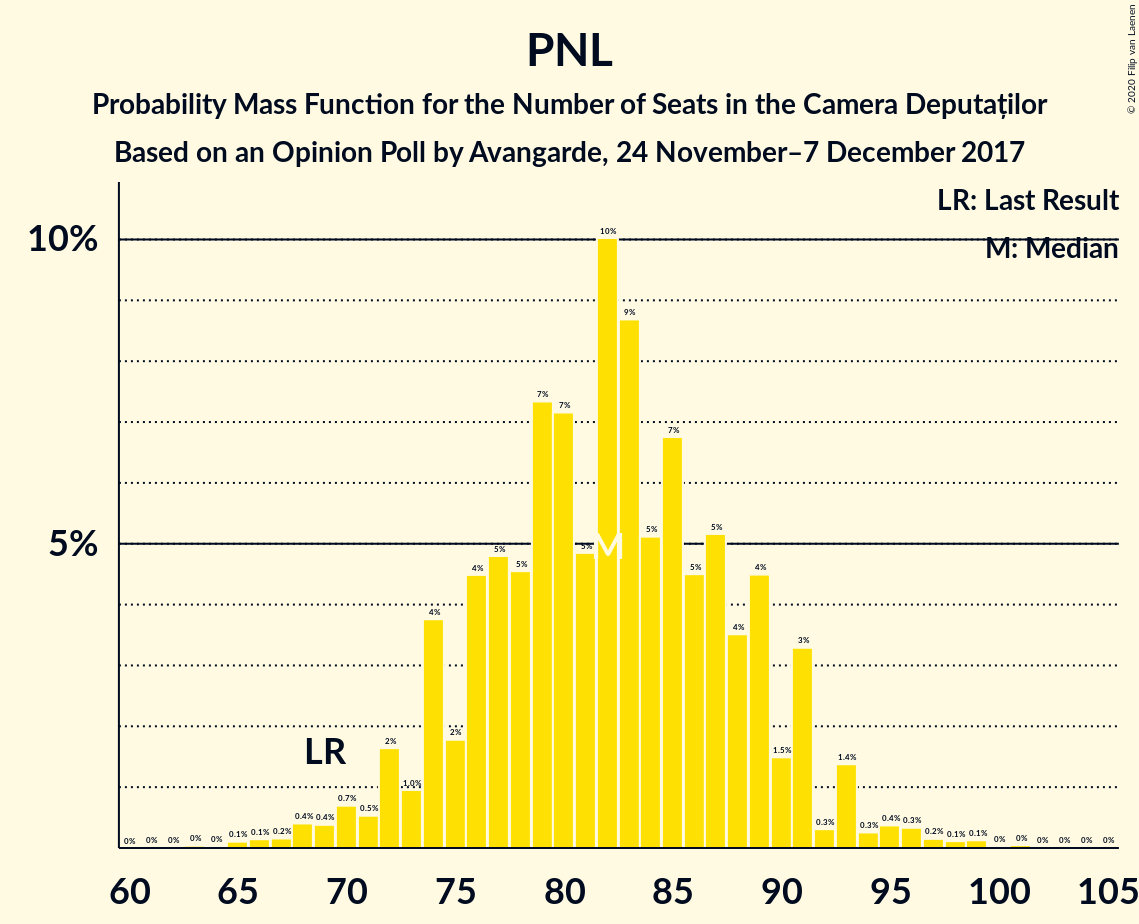 PNL
Probability Mass Function for the Number of Seats in the Camera Deputaților
Based on an Opinion Poll by Avangarde, 24 November–7 December 2017
© 2020 Filip van Laenen
LR: Last Result
M: Median
10%
5%
0% 0% 0% 0% 0% 0.1% 0.1% 0.2% 0.4% 0.4% 0.7% 0.5% 2% 1.0% 4% 2% 4% 5% 5% 7% 7% 5% 10% 9% 5% 7% 5% 5% 4% 4% 1.5% 3% 0.3% 1.4% 0.3% 0.4% 0.3% 0.2% 0.1% 0.1% 0% 0% 0% 0% 0% 0%
LR
M
60 65 70 75 80 85 90 95 100 105